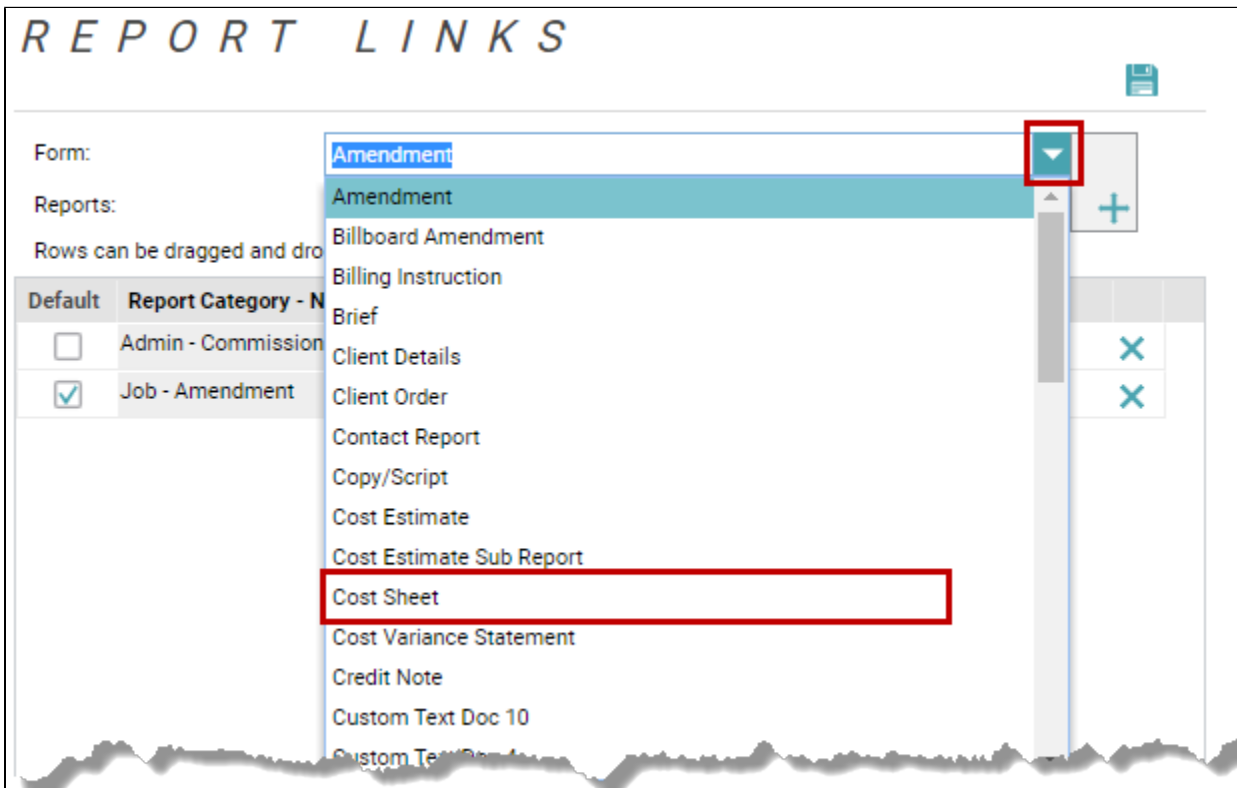 REPORT LINKS
Form:
Amendment
Reports:
Amendment
Rows can be dragged and dro
Billboard Amendment
Billing Instruction
Default Report Category - N
Brief
Admin - Commission
Client Details
Job - Amendment
Client Order
Contact Report
Copy/Script
Cost Estimate
Cost Estimate Sub Report
Cost Sheet
Cost Variance Statement
Credit Note
Custom Text Doc 10